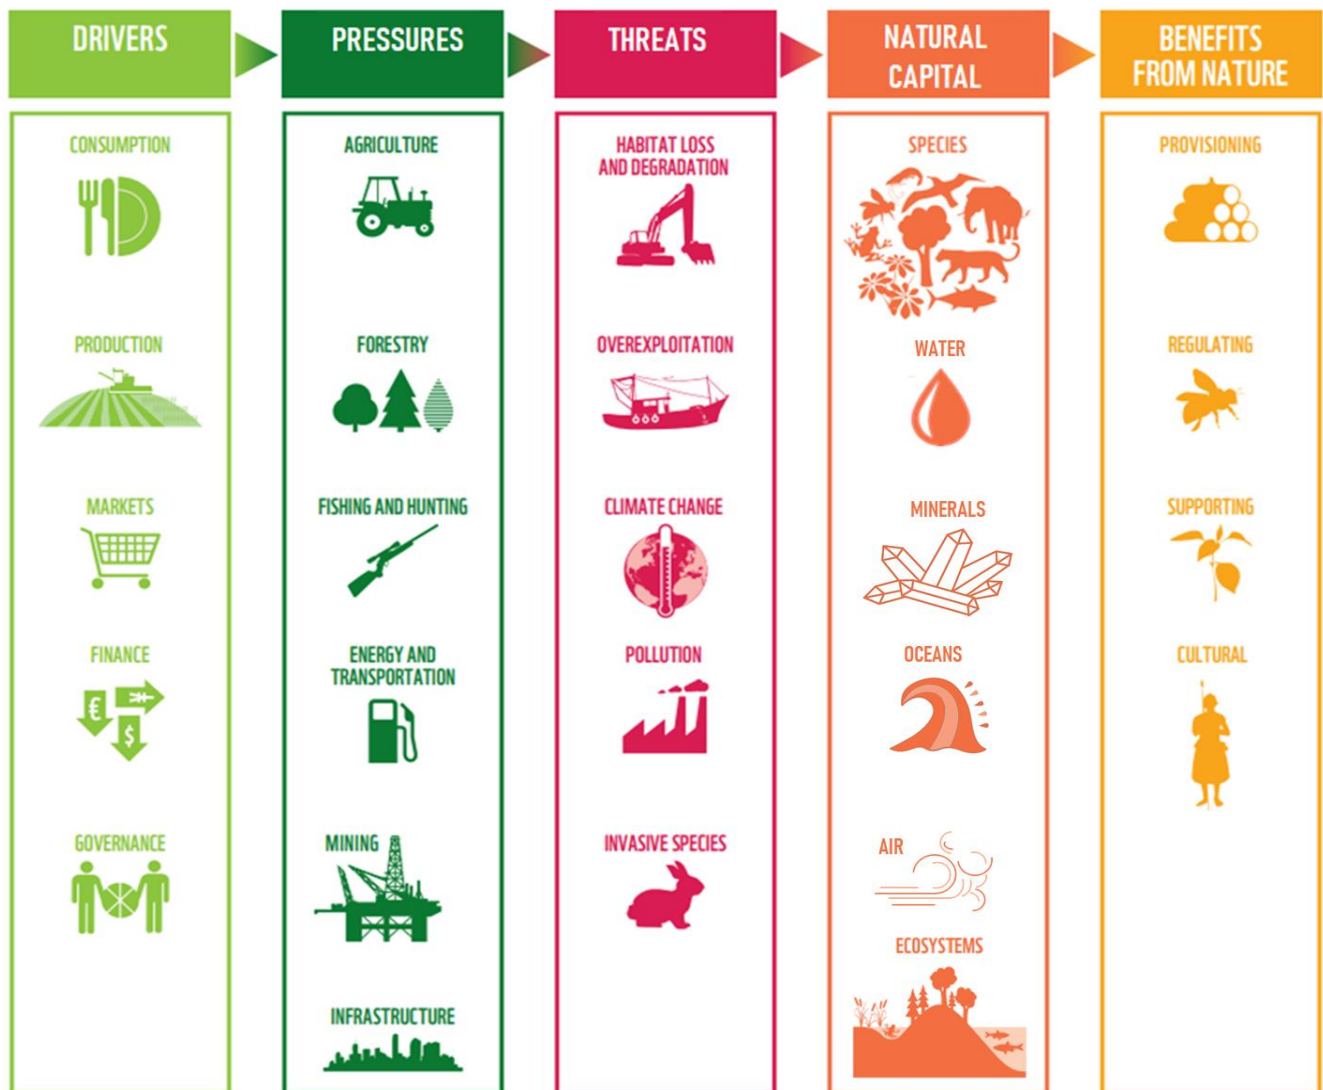 DRIVERS
CONSUMPTION
PRODUCTION
MARKETS
FINANCE
€
$
GOVERNANCE
PRESSURES
AGRICULTURE
FORESTRY
FISHING AND HUNTING
ENERGY AND
TRANSPORTATION
MINING
INFRASTRUCTURE
THREATS
HABITAT LOSS
AND DEGRADATION
OVEREXPLOITATION
CLIMATE CHANGE
POLLUTION
INVASIVE SPECIES
NATURAL
CAPITAL
SPECIES
WATER
MINERALS
OCEANS
AIR
ECOSYSTEMS
BENEFITS
FROM NATURE
PROVISIONING
REGULATING
SUPPORTING
CULTURAL